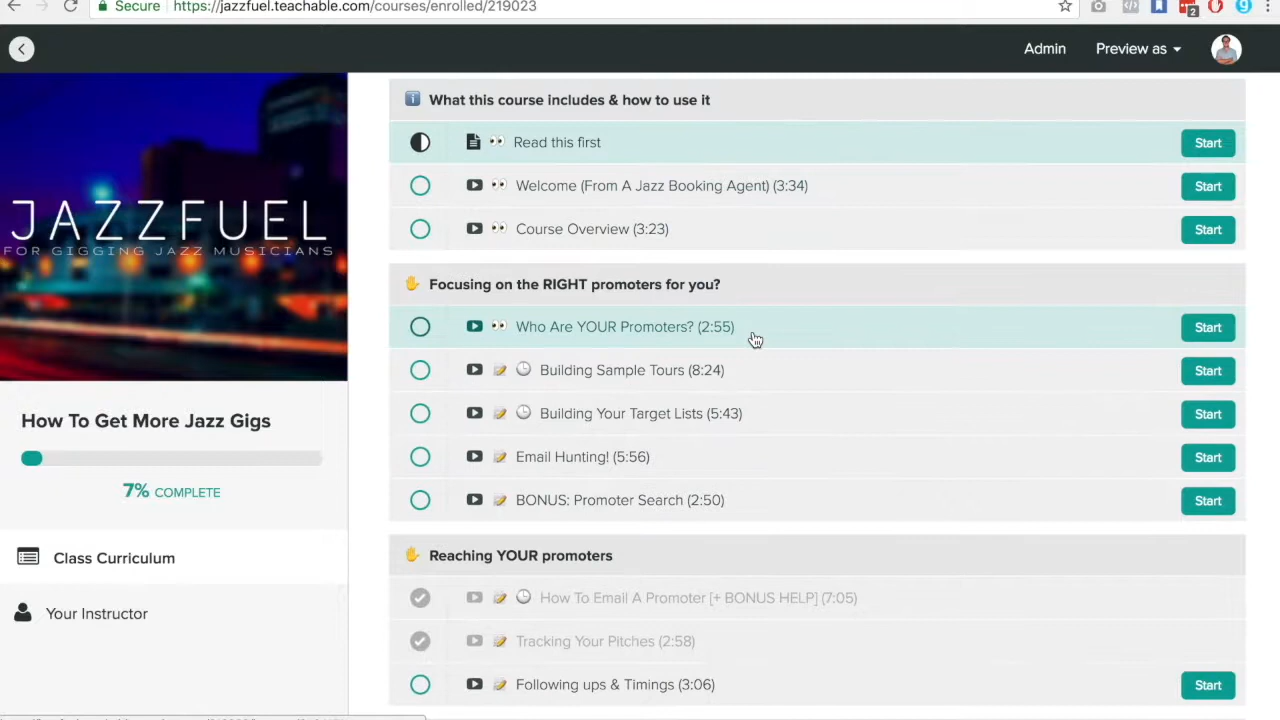 Secure https://jazzfuel.teachable.com/courses/enrolled/219023
2
Admin
Preview as
What this course includes & how to use it
Read this first
Start
Welcome (From A Jazz Booking Agent) (3:34)
Start
Course Overview (3:23)
Start
JAZZFUEL
FOR GIGGING JAZZ MUSICIANS
Focusing on the RIGHT promoters for you?
Who Are YOUR Promoters? (2:55)
Start
Building Sample Tours (8:24)
Start
Building Your Target Lists (5:43)
Start
Email Hunting! (5:56)
Start
BONUS: Promoter Search (2:50)
Start
How To Get More Jazz Gigs
7% COMPLETE
Class Curriculum
Your Instructor
Reaching YOUR promoters
How To Email A Promoter [+ BONUS HELP] (7:05)
Tracking Your Pitches (2:58)
Following ups & Timings (3:06)
Start